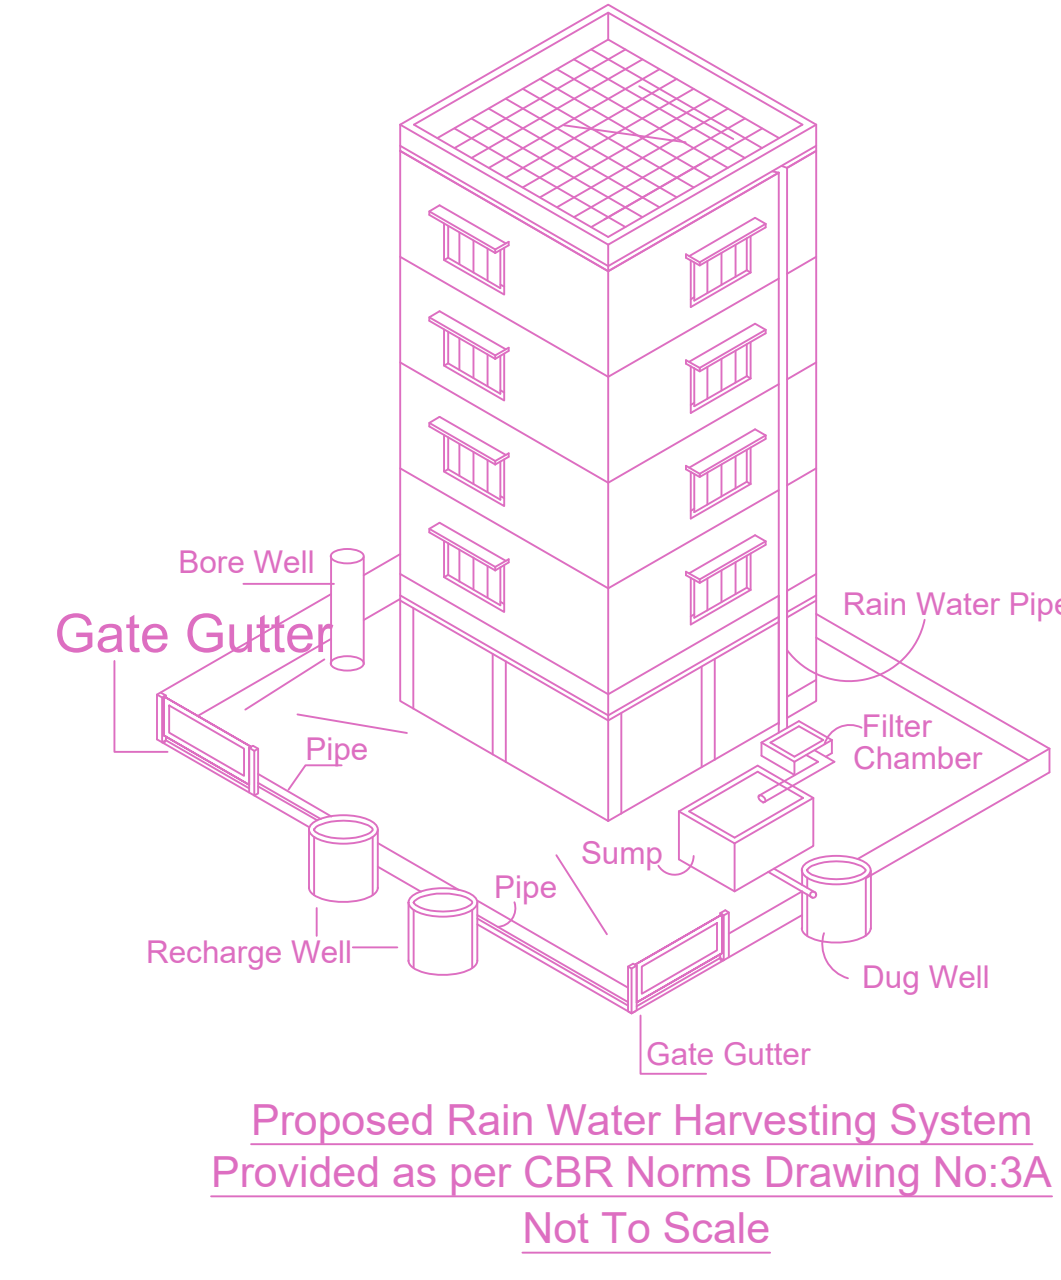 Bore Well
Gate Gutter
Rain Water Pipe
Pipe
Filter
Chamber
Sump
Pipe
Recharge Well
Dug Well
Gate Gutter
Proposed Rain Water Harvesting System
Provided as per CBR Norms Drawing No:3A
Not To Scale